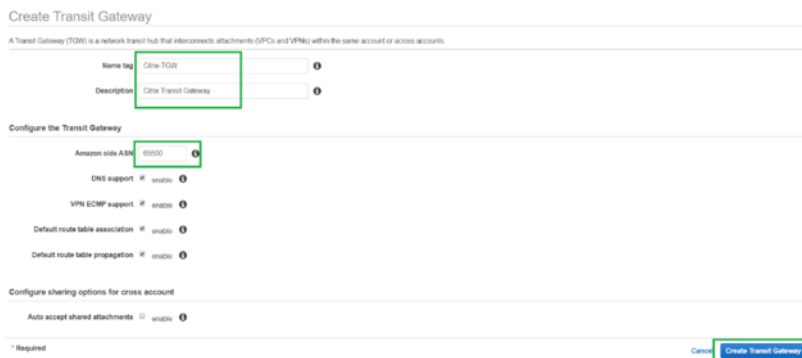 Create Transit Gateway
A Transit Gateway (TGW) is a network transit hub that interconnects attachments (VPCs and VPNs) within the same account or across accounts.
Name tag Citrix-TGW
Description Citrix Transit Gateway
Configure the Transit Gateway
Amazon side ASN 65500
DNS support enable
VPN ECMP support enable
Default route table association enable
Default route table propagation enable
Configure sharing options for cross account
Auto accept shared attachments enable
* Required
Cancel Create Transit Gateway